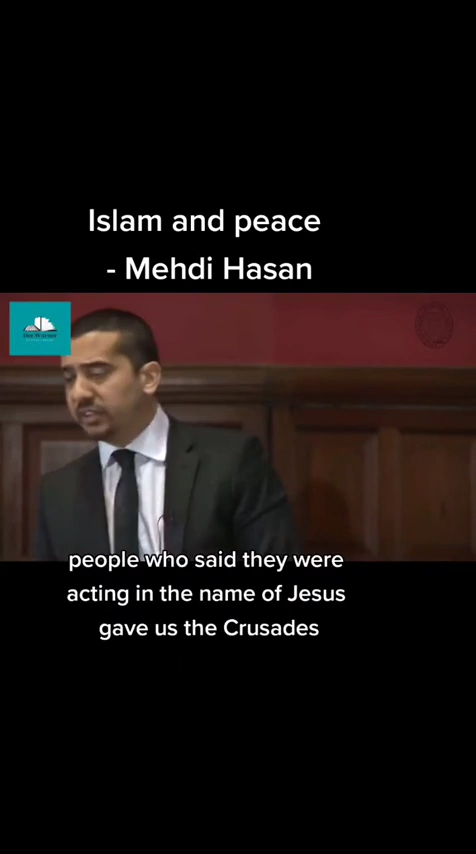 Islam and peace
- Mehdi Hasan
people who said they were
acting in the name of Jesus
gave us the Crusades